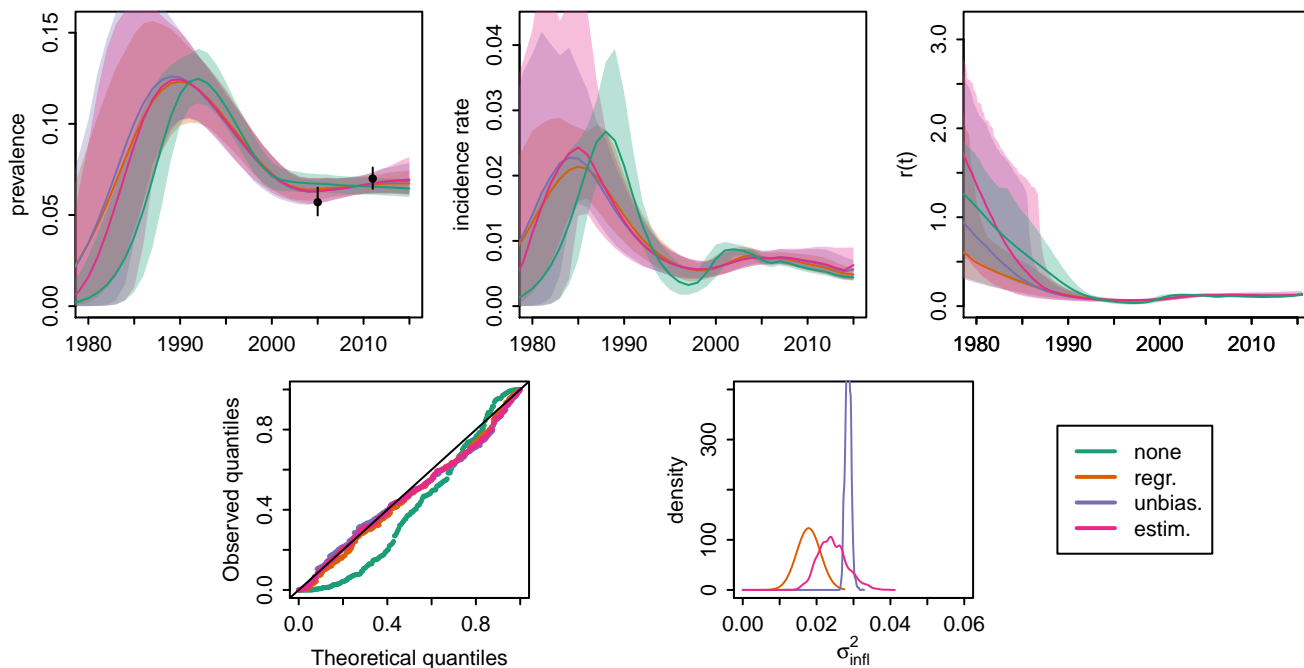 prevalence
0.00 0.05 0.10 0.15
1980 1990 2000 2010
incidence rate
0.00 0.01 0.02 0.03 0.04
1980 1990 2000 2010
r(t)
0.0 1.0 2.0 3.0
1980 1990 2000 2010
Observed quantiles
0.0 0.4 0.8
0.0 0.4 0.8
Theoretical quantiles
density
0 100 300
0.00 0.02 0.04 0.06
σ²infl
none
regr.
unbias.
estim.